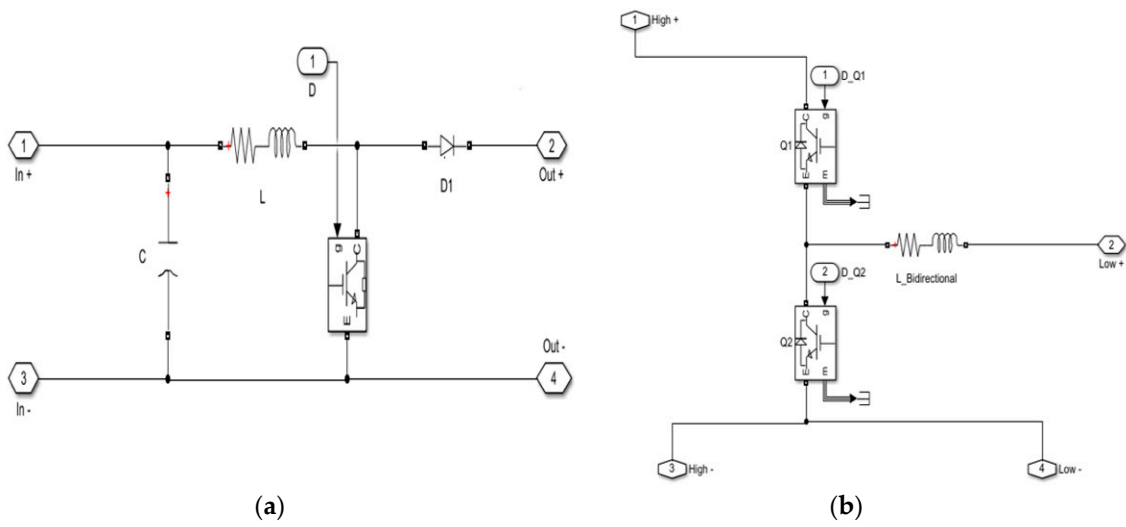 1
In +
D
1
L
C
D1
2
Out +
g
C
E
3
In -
Out -
4
(a)
1
High +
1
D_Q1
g
C
Q1
E
m
L_Bidirectional
2
Low +
2
D_Q2
g
C
Q2
E
m
3
High -
4
Low -
(b)